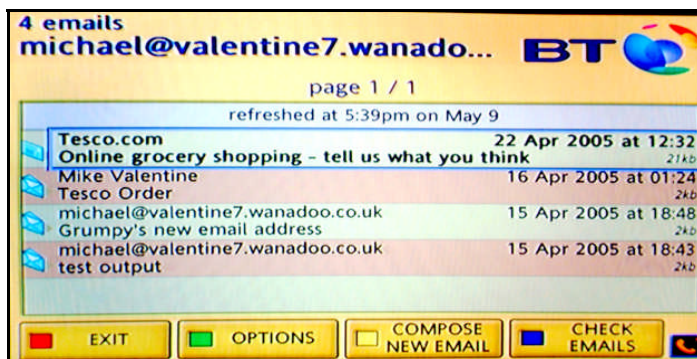 4 emails
michael@valentine7.wanado... BT
page 1 / 1
refreshed at 5:39pm on May 9
Tesco.com 22 Apr 2005 at 12:32
Online grocery shopping - tell us what you think 21kb
Mike Valentine 16 Apr 2005 at 01:24
Tesco Order 2kb
michael@valentine7.wanadoo.co.uk 15 Apr 2005 at 18:48
Grumpy's new email address 2kb
michael@valentine7.wanadoo.co.uk 15 Apr 2005 at 18:43
test output 2kb
EXIT OPTIONS COMPOSE NEW EMAIL CHECK EMAILS